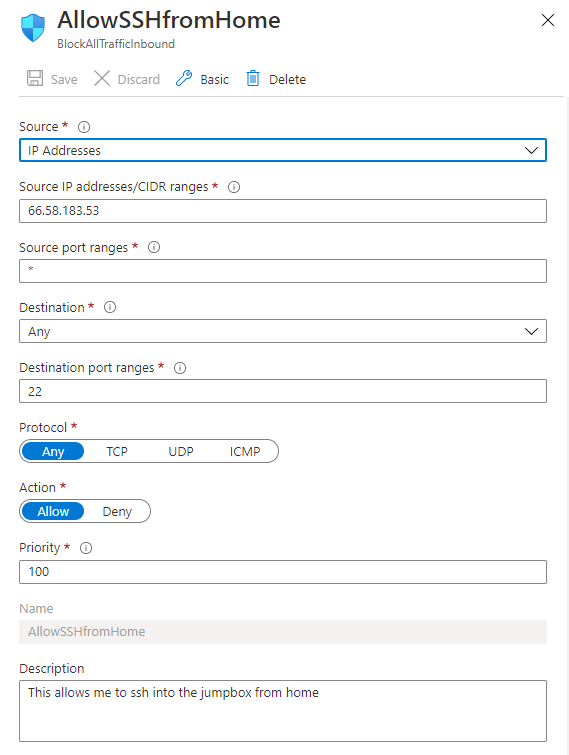 AllowSSHfromHome
BlockAllTrafficInbound
Save Discard Basic Delete
Source *
IP Addresses
Source IP addresses/CIDR ranges *
66.58.183.53
Source port ranges *
*
Destination *
Any
Destination port ranges *
22
Protocol *
Any TCP UDP ICMP
Action *
Allow Deny
Priority *
100
Name
AllowSSHfromHome
Description
This allows me to ssh into the jumpbox from home